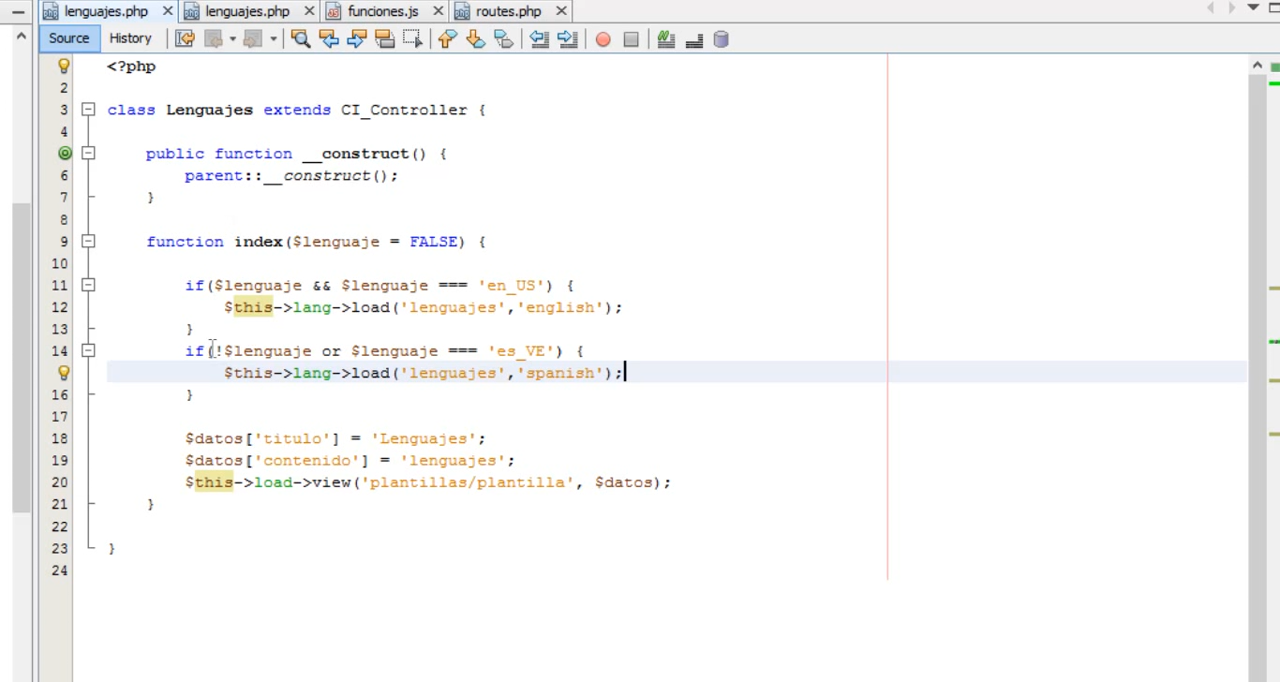 lenguajes.php lenguajes.php funciones.js routes.php
Source History
<?php
2
3 class Lenguajes extends CI_Controller {
4
public function __construct() {
6 parent::__construct();
7 }
8
9 function index($lenguaje = FALSE) {
10
11 if($lenguaje && $lenguaje === 'en_US') {
12 $this->lang->load('lenguajes','english');
13 }
14 if(!$lenguaje or $lenguaje === 'es_VE') {
$this->lang->load('lenguajes','spanish');
16 }
17
18 $datos['titulo'] = 'Lenguajes';
19 $datos['contenido'] = 'lenguajes';
20 $this->load->view('plantillas/plantilla', $datos);
21 }
22
23 }
24